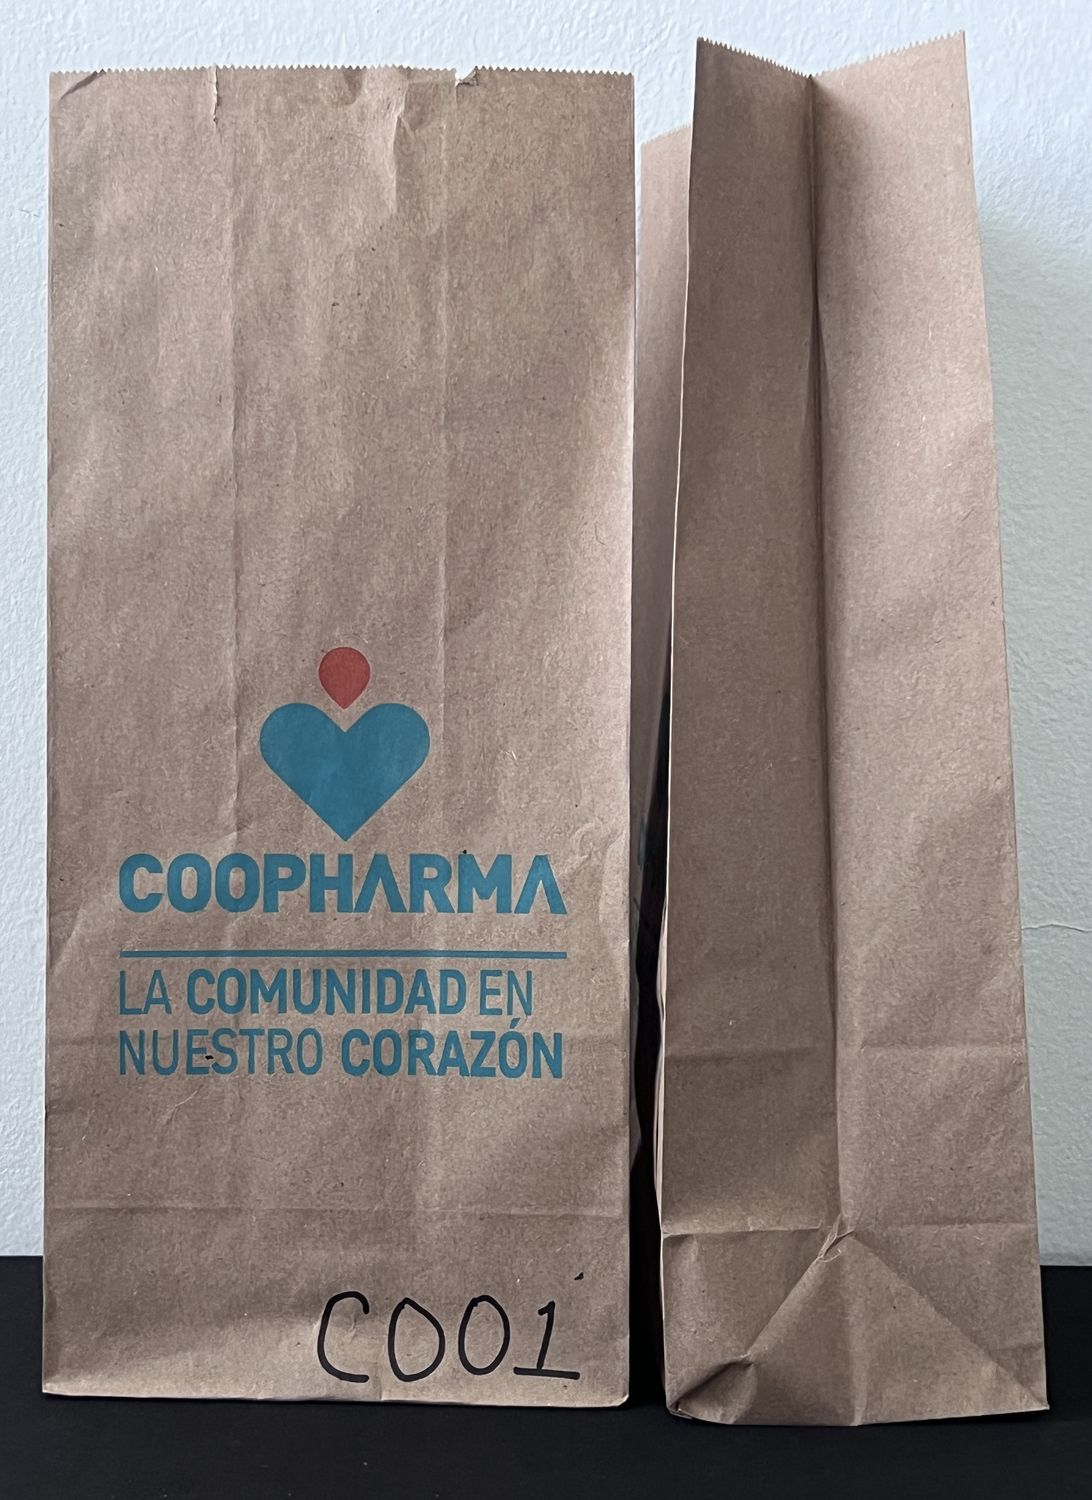 COOPHARMA
LA COMUNIDAD EN
NUESTRO CORAZÓN
C001